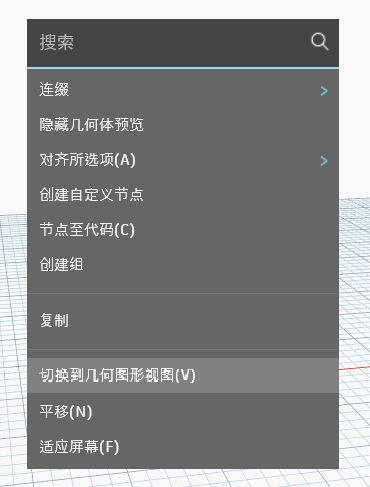 搜索
连缀
隐藏几何体预览
对齐所选项(A)
创建自定义节点
节点至代码(C)
创建组
复制
切换到几何图形视图(V)
平移(N)
适应屏幕(F)